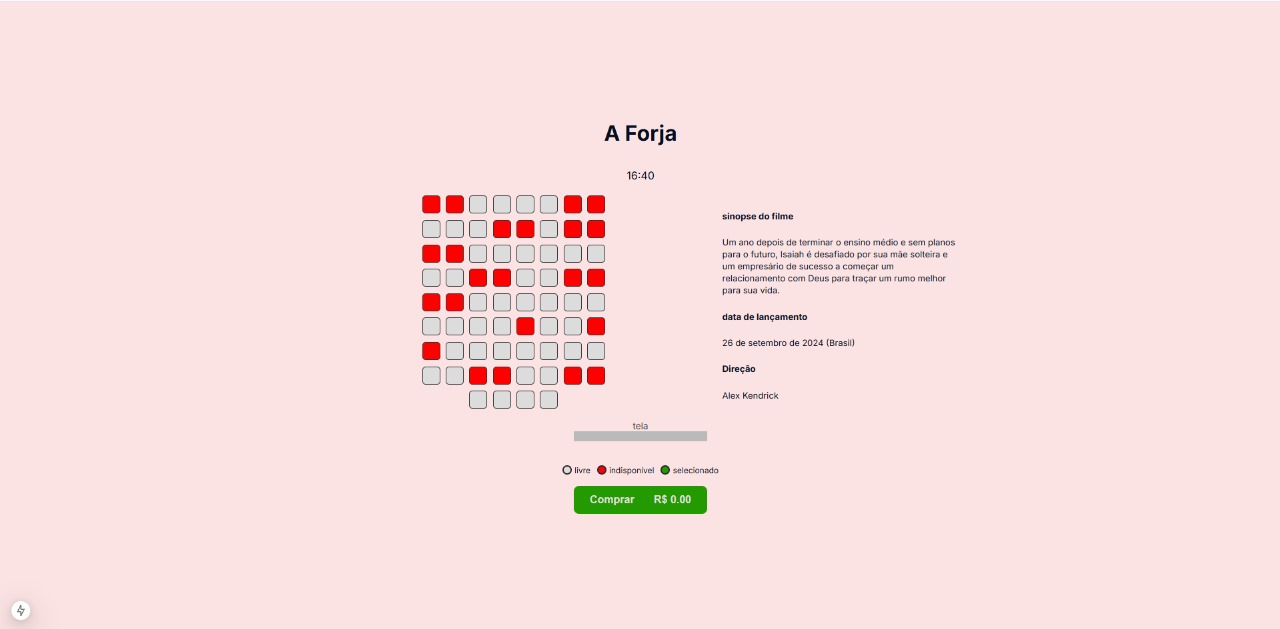 A Forja
16:40
sinopse do filme
Um ano depois de terminar o ensino médio e sem planos
para o futuro, Isaiah é desafiado por sua mãe solteira e
um empresário de sucesso a começar um
relacionamento com Deus para traçar um rumo melhor
para sua vida.
data de lançamento
26 de setembro de 2024 (Brasil)
Direção
Alex Kendrick
tela
livre indisponivel selecionado
Comprar R$ 0.00